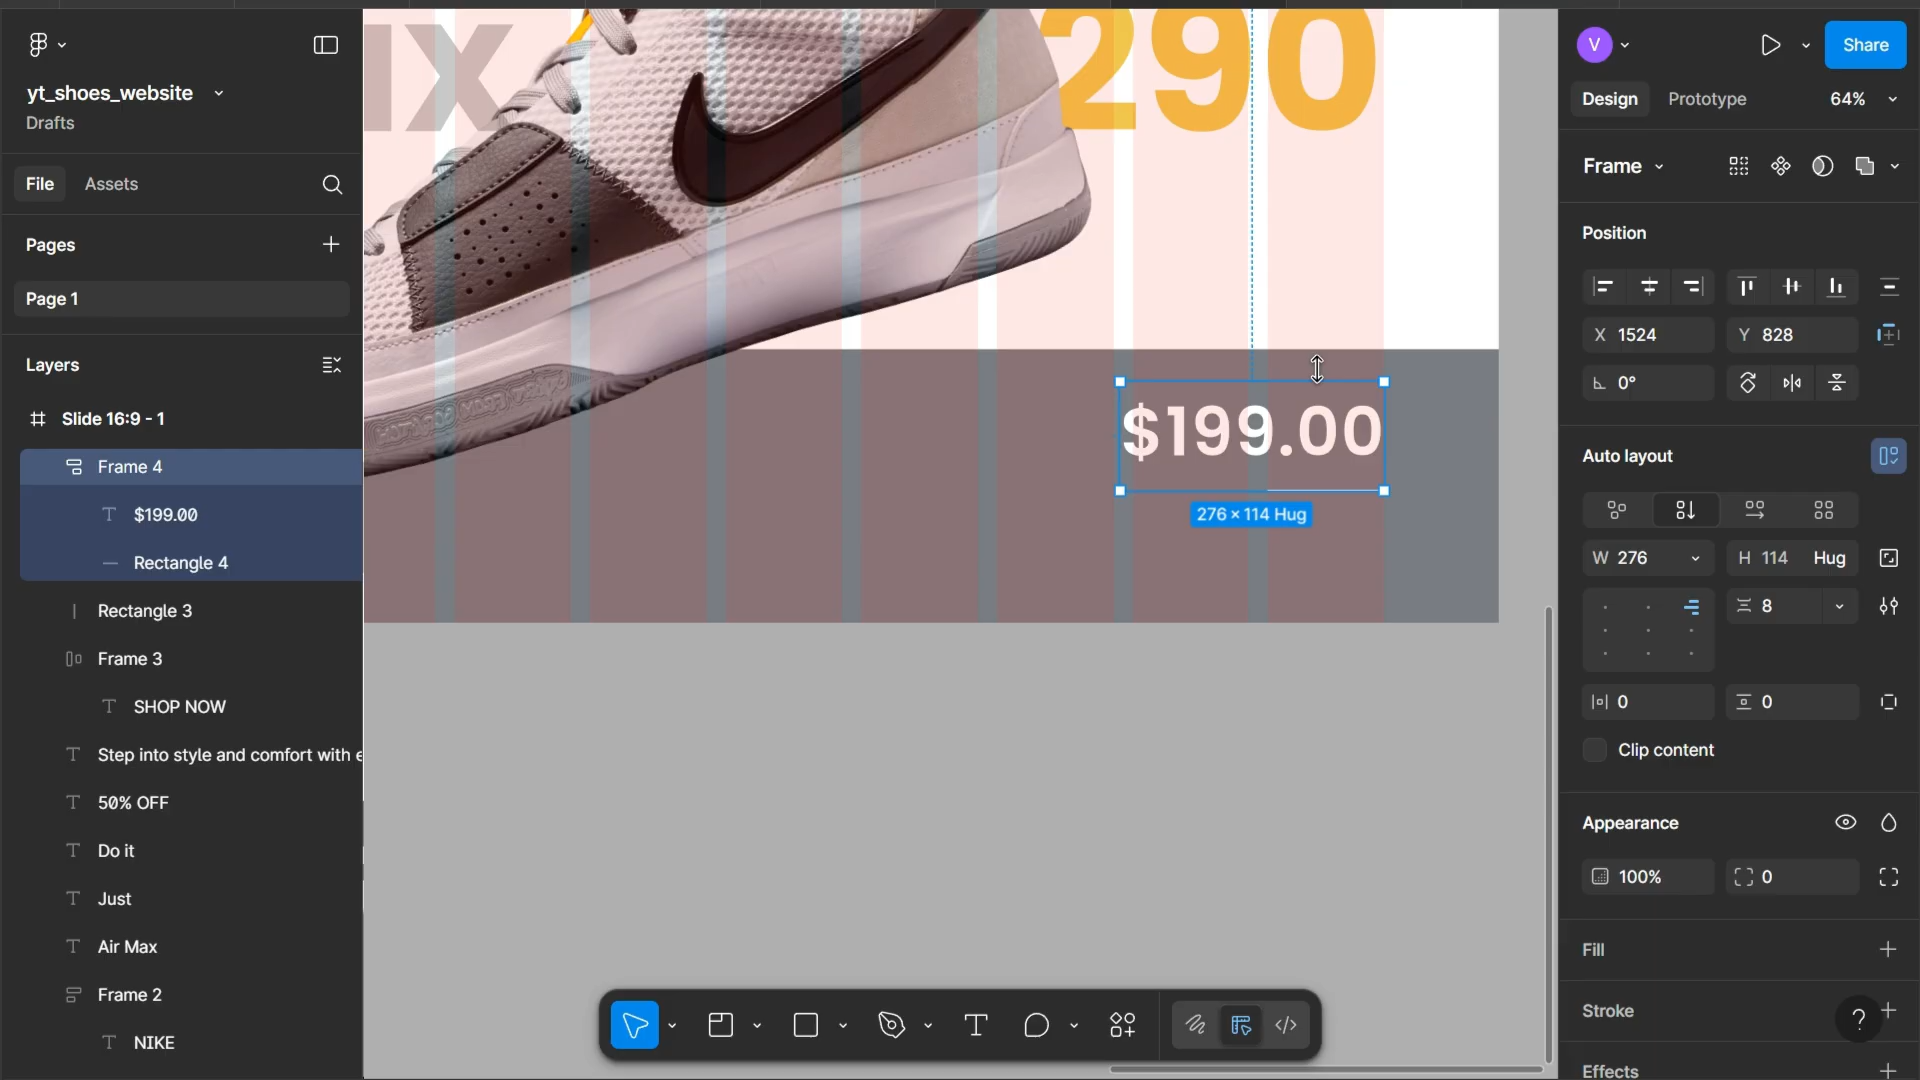 yt_shoes_website
Drafts
File
Assets
Pages
Page 1
Layers
Slide 16:9 - 1
Frame 4
$199.00
Rectangle 4
Rectangle 3
Frame 3
SHOP NOW
Step into style and comfort with e
50% OFF
Do it
Just
Air Max
Frame 2
NIKE
290
$199.00
276 × 114 Hug
V
Share
Design
Prototype
64%
Frame
Position
X 1524
Y 828
0°
Auto layout
W 276
H 114 Hug
8
0
0
Clip content
Appearance
100%
0
Fill
Stroke
?
Effects